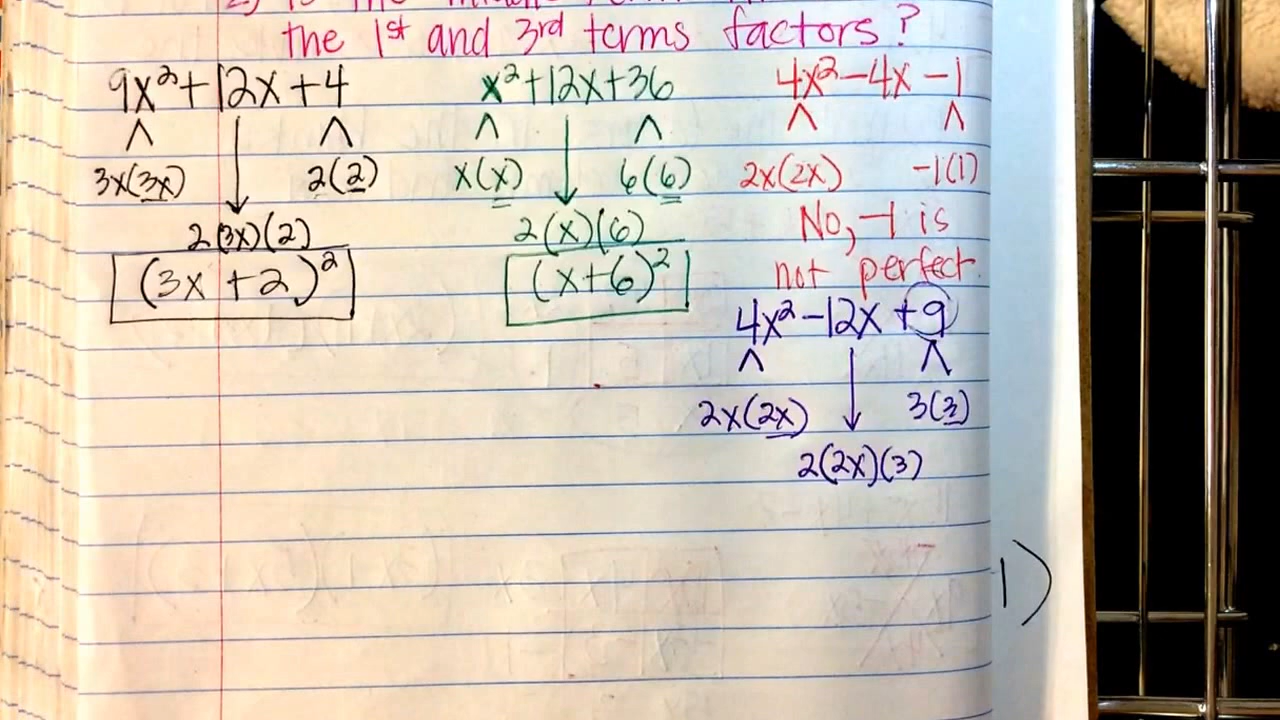 the 1st and 3rd terms factors?
9x²+12x+4
3x(3x) 2(2)
2(3x)(2)
(3x+2)²
x²+12x+36
x(x) 6(6)
2(x)(6)
(x+6)²
4x²-4x-1
2x(2x) -1(1)
No, -1 is
not perfect.
4x²-12x+9
2x(2x) 3(3)
2(2x)(3)
1)